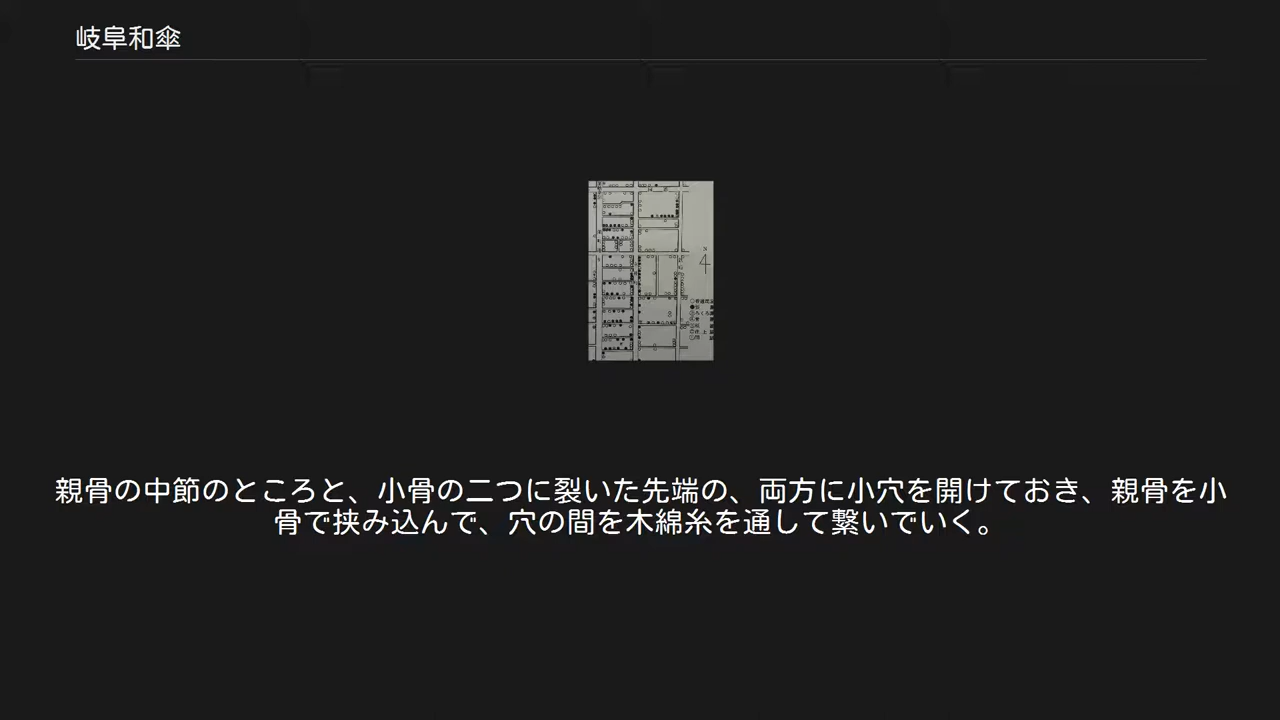 岐阜和傘
4
親骨の中節のところと、小骨の二つに裂いた先端の、両方に小穴を開けておき、親骨を小
骨で挟み込んで、穴の間を木綿糸を通して繋いでいく。